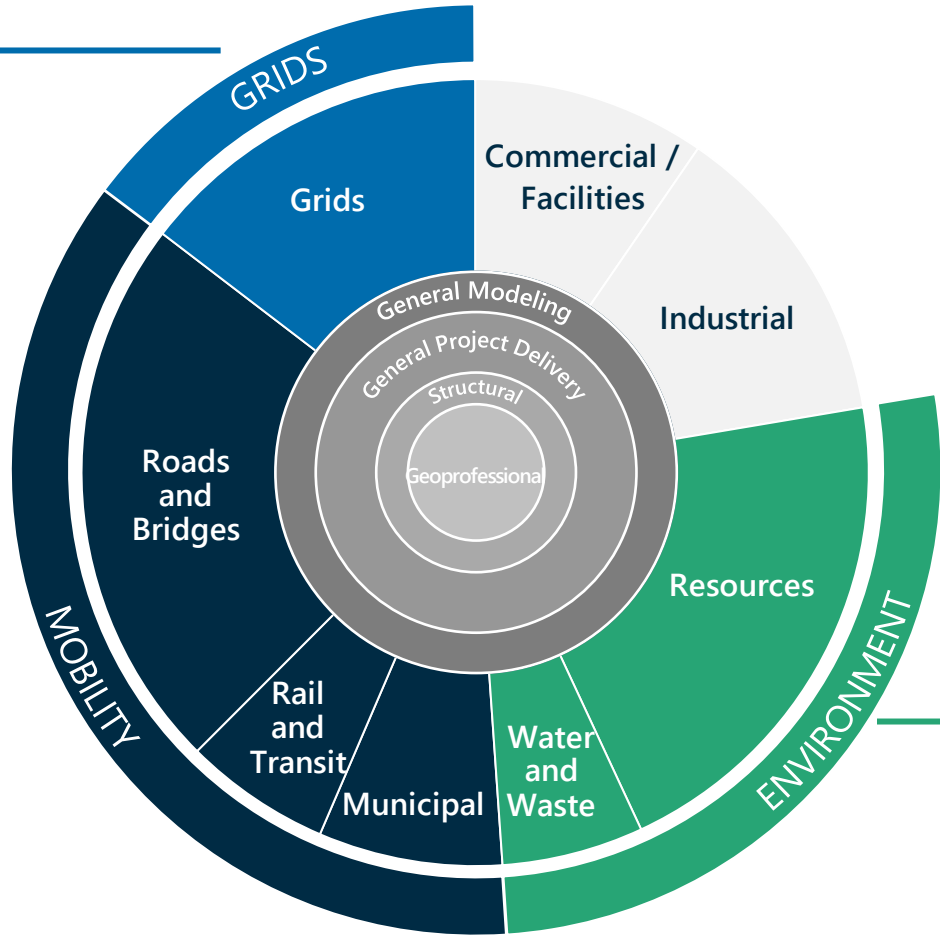 GRIDS
Grids
Commercial /
Facilities
Industrial
General Modeling
General Project Delivery
Structural
Geoprofessional
Roads
and
Bridges
Resources
MOBILITY
ENVIRONMENT
Rail
and
Transit
Municipal
Water
and
Waste